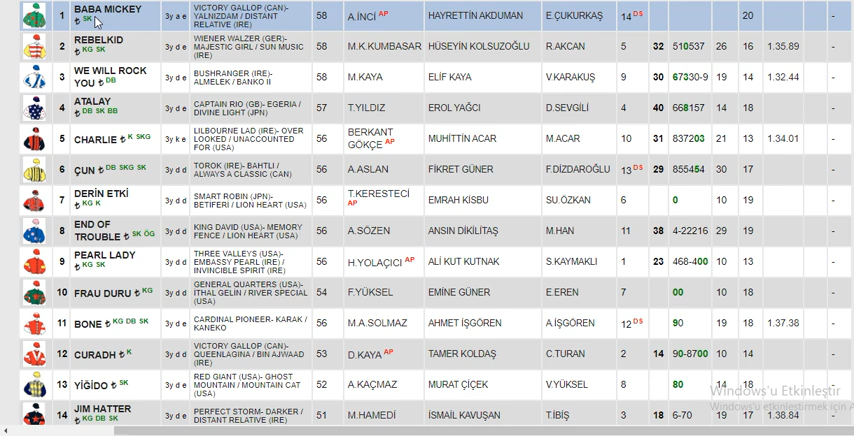 1 BABA MICKEY ₺ SK 3y a e VICTORY GALLOP (CAN)- YALNIZDAM / DISTANT RELATIVE (IRE) 58 A.İNCİ AP HAYRETTİN AKDUMAN E.ÇUKURKAŞ 14 DS 20 -
2 REBELKID ₺ KG SK 3y d e WIENER WALZER (GER)- MAJESTIC GIRL / SUN MUSIC (IRE) 58 M.K.KUMBASAR HÜSEYİN KOLSUZOĞLU R.AKCAN 5 32 510537 26 16 1.35.89 -
3 WE WILL ROCK YOU ₺ DB 3y d e BUSHRANGER (IRE)- ALMELEK / BANKO II 58 M.KAYA ELİF KAYA V.KARAKUŞ 9 30 67330-9 19 14 1.32.44 -
4 ATALAY ₺ DB SK BB 3y d e CAPTAIN RIO (GB)- EGERIA / DIVINE LIGHT (JPN) 57 T.YILDIZ EROL YAĞCI D.SEVGİLİ 4 40 668157 14 18 -
5 CHARLIE ₺ K SKG 3y k e LILBOURNE LAD (IRE)- OVER LOOKED / UNACCOUNTED FOR (USA) 56 BERKANT GÖKÇE AP MUHİTTİN ACAR M.ACAR 10 31 837203 21 13 1.34.01 -
6 ÇUN ₺ DB SKG SK 3y d e TOROK (IRE)- BAHTLI / ALWAYS A CLASSIC (CAN) 56 A.ASLAN FİKRET GÜNER F.DİZDAROĞLU 13 DS 29 855454 30 17 -
7 DERİN ETKİ ₺ KG K 3y d d SMART ROBIN (JPN)- BETIFERI / LION HEART (USA) 56 T.KERESTECİ AP EMRAH KİSBU SU.ÖZKAN 6 0 10 19 -
8 END OF TROUBLE ₺ SK ÖG 3y d d KING DAVID (USA)- MEMORY FENCE / LION HEART (USA) 56 A.SÖZEN ANSIN DİKİLİTAŞ M.HAN 11 38 4-22216 29 19 -
9 PEARL LADY ₺ KG SK 3y d d THREE VALLEYS (USA)- EMBASSY PEARL (IRE) / INVINCIBLE SPIRIT (IRE) 56 H.YOLAÇICI AP ALİ KUT KUTNAK S.KAYMAKLI 1 23 468-400 10 13 -
10 FRAU DURU ₺ KG 3y d d GENERAL QUARTERS (USA)- ITHAL GELİN / RIVER SPECIAL (USA) 54 F.YÜKSEL EMİNE GÜNER E.EREN 7 00 10 18 -
11 BONE ₺ KG DB SK 3y d e CARDINAL PIONEER- KARAK / KANEKO 56 M.A.SOLMAZ AHMET İŞGÖREN A.İŞGÖREN 12 DS 90 19 18 1.37.38 -
12 CURADH ₺ K 3y d d VICTORY GALLOP (CAN)- QUEENLAGINA / BIN AJWAAD (IRE) 53 D.KAYA AP TAMER KOLDAŞ C.TURAN 2 14 90-8700 10 14 -
13 YİĞİDO ₺ SK 3y d e RED GIANT (USA)- GHOST MOUNTAIN / MOUNTAIN CAT (USA) 52 A.KAÇMAZ MURAT ÇİÇEK V.YÜKSEL 8 80 14 18 -
14 JIM HATTER ₺ KG DB SK 3y d e PERFECT STORM- DARKER / DISTANT RELATIVE (IRE) 51 M.HAMEDİ İSMAİL KAVUŞAN T.İBİŞ 3 18 6-70 19 17 1.38.84 -
Windows'u Etkinleştir
Windows'u etkinleştirmek için A